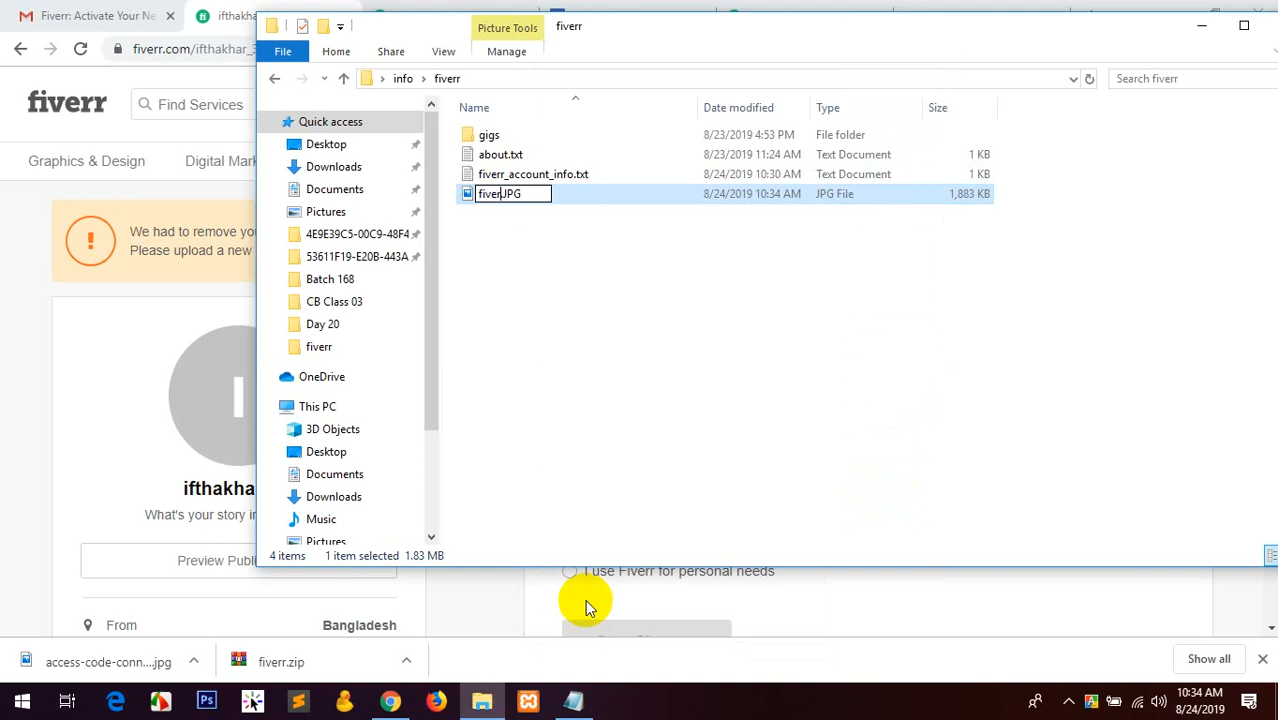 Fiverr: Activate Your Ne
ifthakha
Picture Tools
fiverr
fiverr.com/ifthakhar_3
File
Home
Share
View
Manage
info
fiverr
Search fiverr
fiverr
Find Services
Name
Date modified
Type
Size
Quick access
gigs
8/23/2019 4:53 PM
File folder
Desktop
about.txt
8/23/2019 11:24 AM
Text Document
1 KB
Graphics & Design
Digital Mark
Downloads
fiverr_account_info.txt
8/24/2019 10:30 AM
Text Document
1 KB
Documents
fiver.JPG
8/24/2019 10:34 AM
JPG File
1,883 KB
Pictures
We had to remove yo
4E9E39C5-00C9-48F4
Please upload a new
53611F19-E20B-443A
Batch 168
CB Class 03
Day 20
fiverr
OneDrive
This PC
3D Objects
Desktop
Documents
ifthakha
Downloads
What's your story in
Music
Pictures
4 items
1 item selected
1.83 MB
Preview Publi
I use Fiverr for personal needs
From
Bangladesh
access-code-conn....jpg
fiverr.zip
Show all
Ps
10:34 AM
8/24/2019